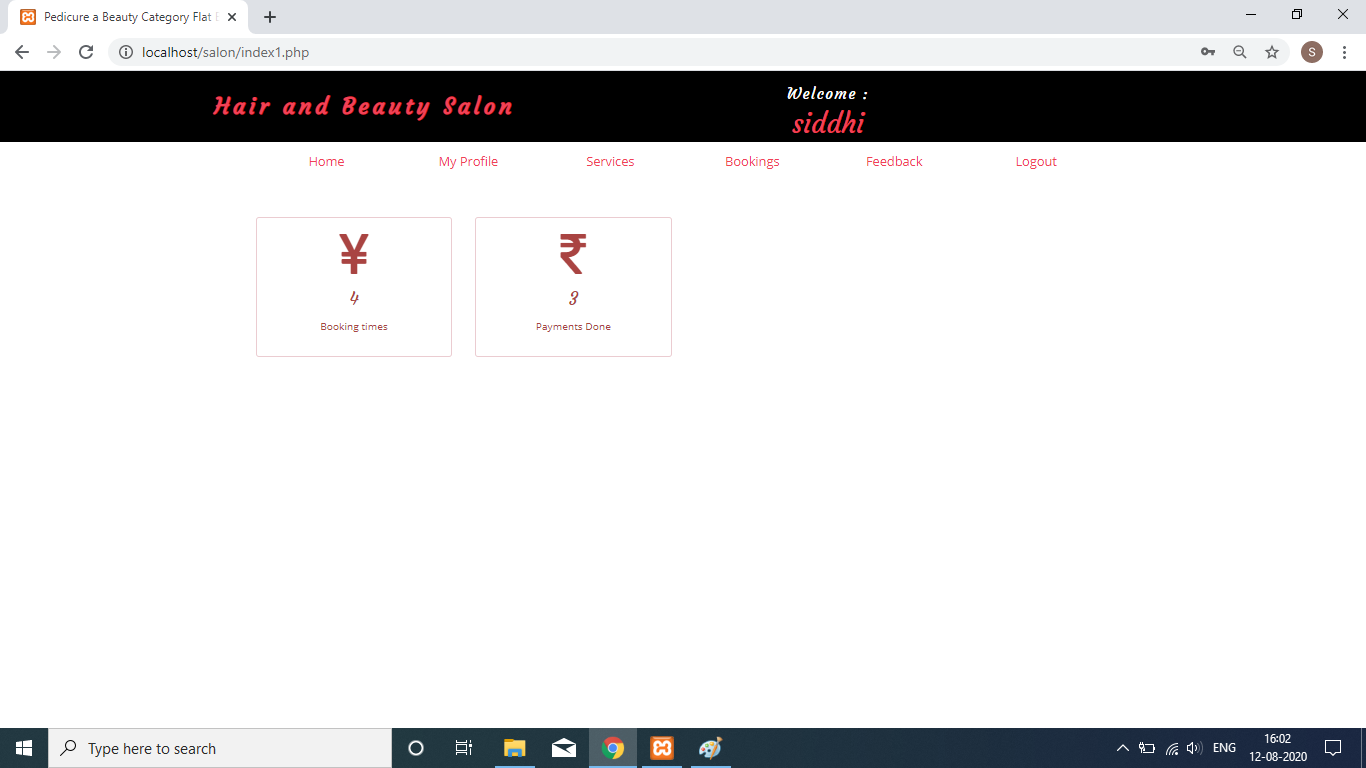 Pedicure a Beauty Category Flat
localhost/salon/index1.php
S
Hair and Beauty Salon
Welcome :
siddhi
Home My Profile Services Bookings Feedback Logout
¥ ₹
4 3
Booking times Payments Done
Type here to search
ENG
16:02
12-08-2020